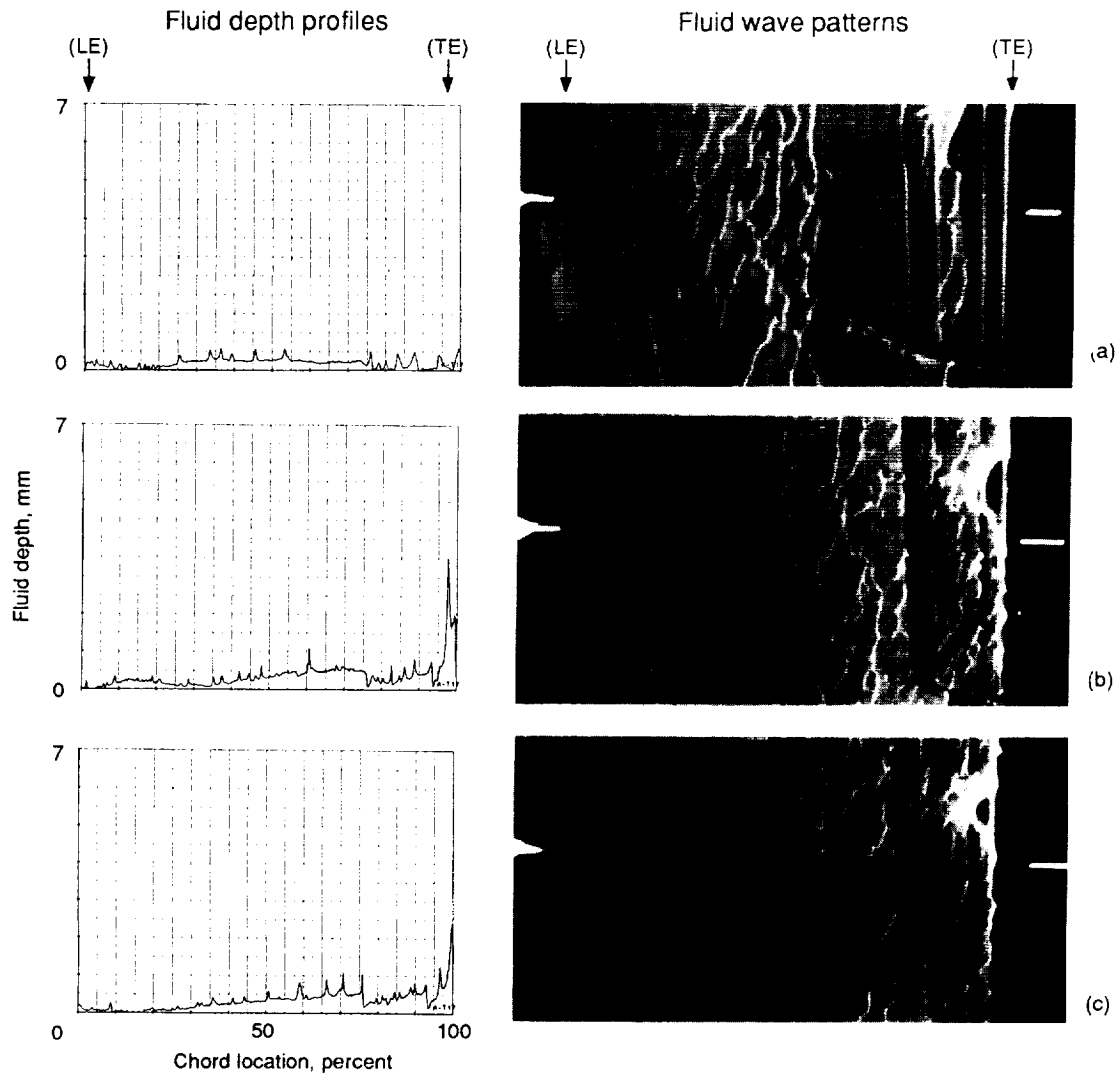 Fluid depth profiles
Fluid wave patterns
(LE)
(TE)
(LE)
(TE)
7
0
(a)
7
Fluid depth, mm
0
(b)
7
0
50
100
(c)
Chord location, percent